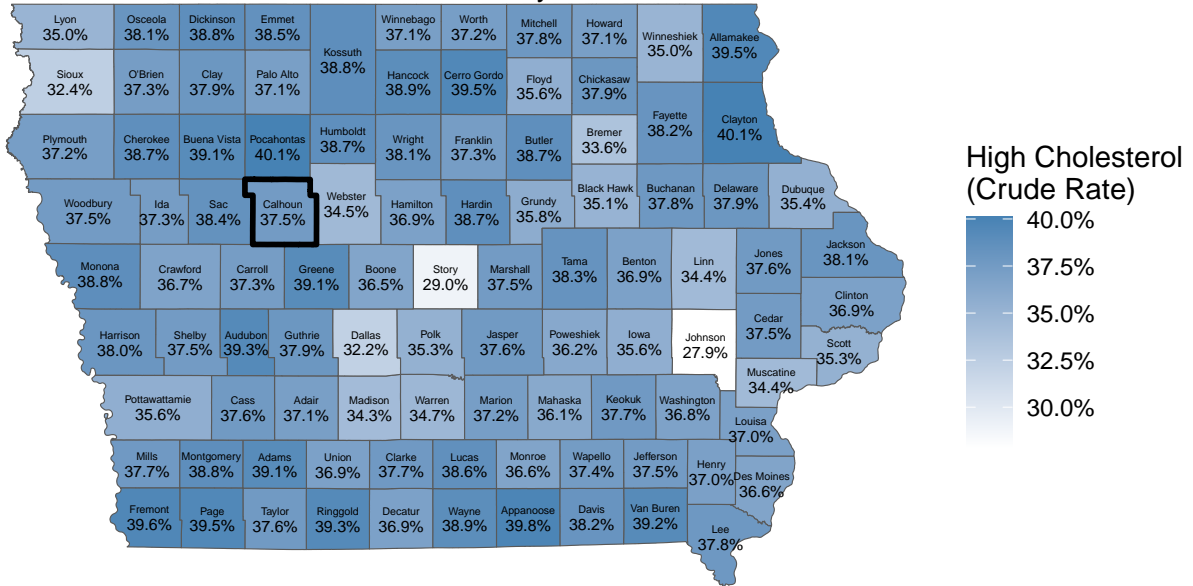 Lyon
35.0%
Osceola
38.1%
Dickinson
38.8%
Emmet
38.5%
Winnebago
37.1%
Worth
37.2%
Mitchell
37.8%
Howard
37.1%
Winneshiek
35.0%
Allamakee
39.5%
Kossuth
38.8%
Sioux
32.4%
O'Brien
37.3%
Clay
37.9%
Palo Alto
37.1%
Hancock
38.9%
Cerro Gordo
39.5%
Floyd
35.6%
Chickasaw
37.9%
Fayette
38.2%
Clayton
40.1%
Plymouth
37.2%
Cherokee
38.7%
Buena Vista
39.1%
Pocahontas
40.1%
Humboldt
38.7%
Wright
38.1%
Franklin
37.3%
Butler
38.7%
Bremer
33.6%
Woodbury
37.5%
Ida
37.3%
Sac
38.4%
Calhoun
37.5%
Webster
34.5%
Hamilton
36.9%
Hardin
38.7%
Grundy
35.8%
Black Hawk
35.1%
Buchanan
37.8%
Delaware
37.9%
Dubuque
35.4%
Monona
38.8%
Crawford
36.7%
Carroll
37.3%
Greene
39.1%
Boone
36.5%
Story
29.0%
Marshall
37.5%
Tama
38.3%
Benton
36.9%
Linn
34.4%
Jones
37.6%
Jackson
38.1%
Clinton
36.9%
Harrison
38.0%
Shelby
37.5%
Audubon
39.3%
Guthrie
37.9%
Dallas
32.2%
Polk
35.3%
Jasper
37.6%
Poweshiek
36.2%
Iowa
35.6%
Johnson
27.9%
Cedar
37.5%
Scott
35.3%
Muscatine
34.4%
Pottawattamie
35.6%
Cass
37.6%
Adair
37.1%
Madison
34.3%
Warren
34.7%
Marion
37.2%
Mahaska
36.1%
Keokuk
37.7%
Washington
36.8%
Louisa
37.0%
Mills
37.7%
Montgomery
38.8%
Adams
39.1%
Union
36.9%
Clarke
37.7%
Lucas
38.6%
Monroe
36.6%
Wapello
37.4%
Jefferson
37.5%
Henry
37.0%
Des Moines
36.6%
Fremont
39.6%
Page
39.5%
Taylor
37.6%
Ringgold
39.3%
Decatur
36.9%
Wayne
38.9%
Appanoose
39.8%
Davis
38.2%
Van Buren
39.2%
Lee
37.8%
High Cholesterol
(Crude Rate)
40.0%
37.5%
35.0%
32.5%
30.0%